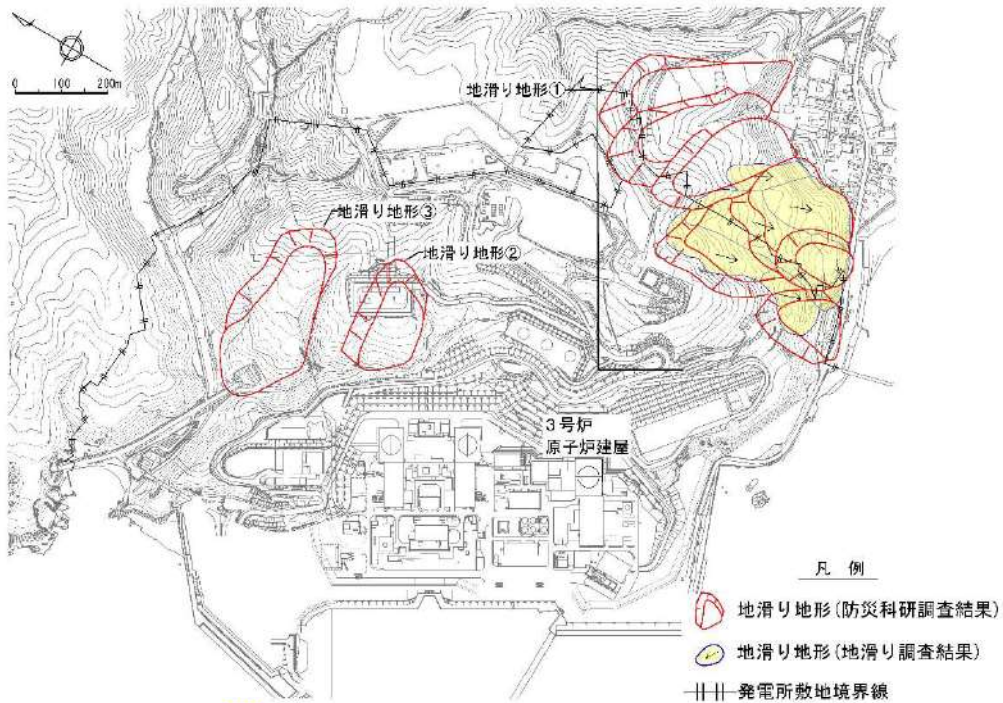 0 100 200m
地滑り地形①
地滑り地形③
地滑り地形②
3号炉
原子炉建屋
凡 例
地滑り地形(防災科研調査結果)
地滑り地形(地滑り調査結果)
発電所敷地境界線